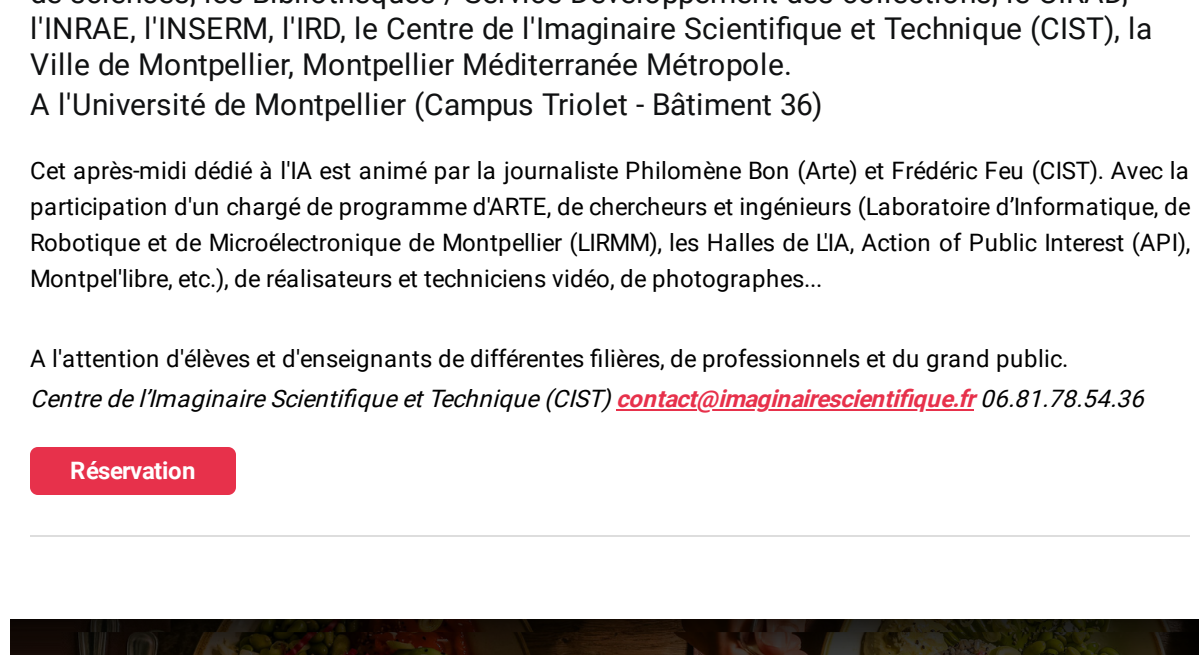 l'INRAE, l'INSERM, l'IRD, le Centre de l'Imaginaire Scientifique et Technique (CIST), la
Ville de Montpellier, Montpellier Méditerranée Métropole.
A l'Université de Montpellier (Campus Triolet - Bâtiment 36)
Cet après-midi dédié à l'IA est animé par la journaliste Philomène Bon (Arte) et Frédéric Feu (CIST). Avec la
participation d'un chargé de programme d'ARTE, de chercheurs et ingénieurs (Laboratoire d’Informatique, de
Robotique et de Microélectronique de Montpellier (LIRMM), les Halles de L'IA, Action of Public Interest (API),
Montpel'libre, etc.), de réalisateurs et techniciens vidéo, de photographes...
A l'attention d'élèves et d'enseignants de différentes filières, de professionnels et du grand public.
Centre de l’Imaginaire Scientifique et Technique (CIST) contact@imaginairescientifique.fr 06.81.78.54.36
Réservation